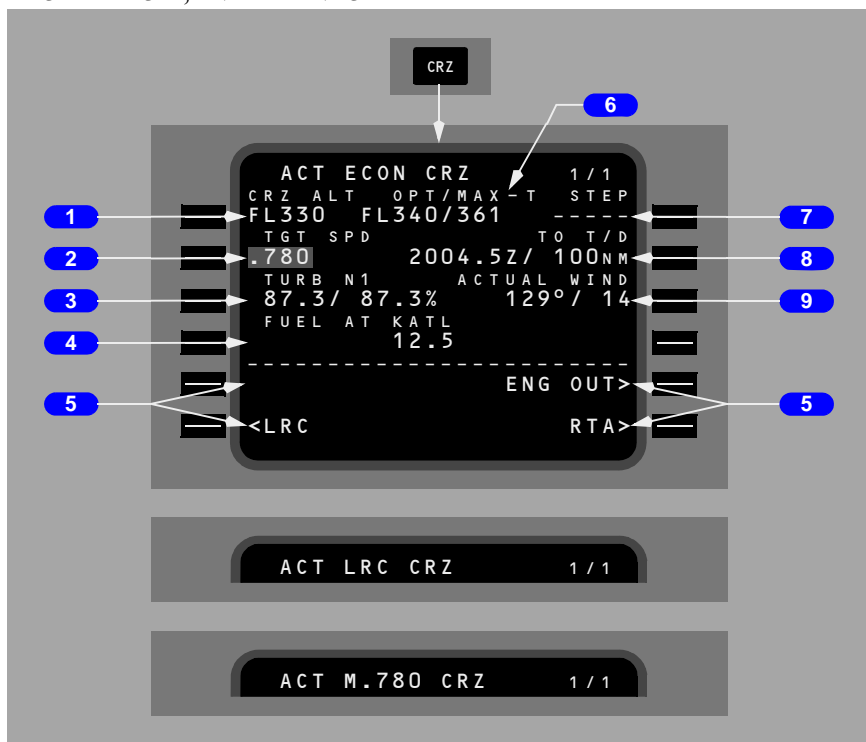 CRZ
6
ACT ECON CRZ 1/1
CRZ ALT OPT/MAX-T STEP
1 FL330 FL340/361 ----- 7
TGT SPD TO T/D
2 .780 2004.5Z/ 100NM 8
TURB N1 ACTUAL WIND
3 87.3/ 87.3% 129°/ 14 9
FUEL AT KATL
4 12.5
------------------------
ENG OUT>
5 5
<LRC RTA>
ACT LRC CRZ 1/1
ACT M.780 CRZ 1/1